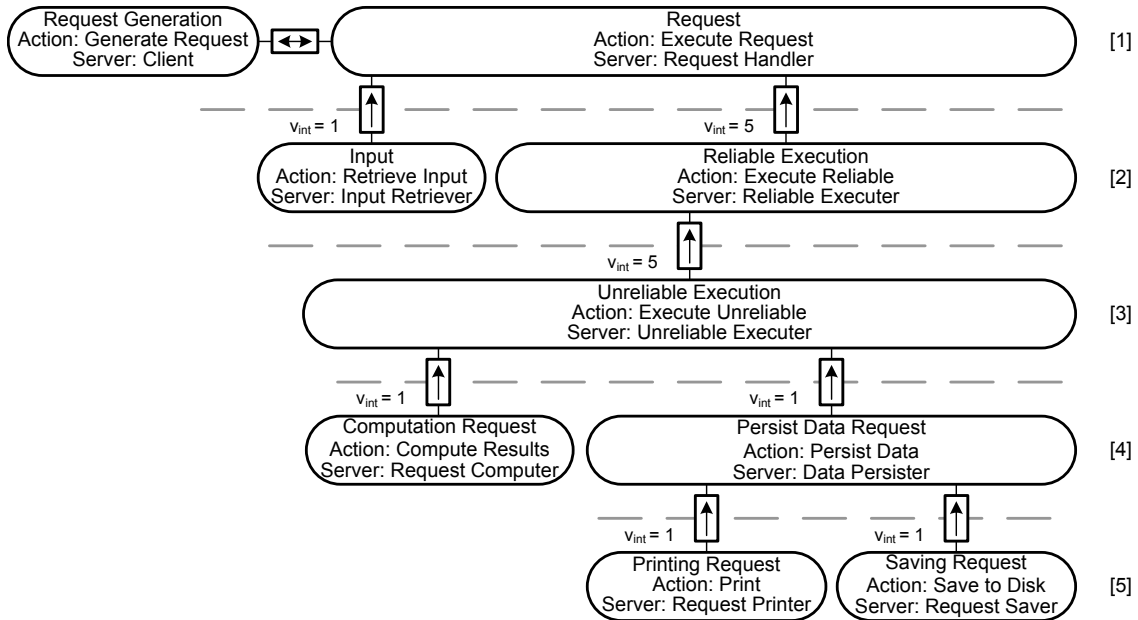 Request Generation
Action: Generate Request
Server: Client
Request
Action: Execute Request
Server: Request Handler
[1]
vint = 1
vint = 5
Input
Action: Retrieve Input
Server: Input Retriever
Reliable Execution
Action: Execute Reliable
Server: Reliable Executer
[2]
vint = 5
Unreliable Execution
Action: Execute Unreliable
Server: Unreliable Executer
[3]
vint = 1
vint = 1
Computation Request
Action: Compute Results
Server: Request Computer
Persist Data Request
Action: Persist Data
Server: Data Persister
[4]
vint = 1
vint = 1
Printing Request
Action: Print
Server: Request Printer
Saving Request
Action: Save to Disk
Server: Request Saver
[5]